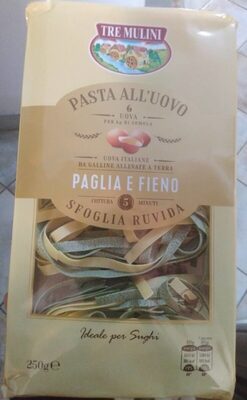 TRE MULINI
PASTA ALL'UOVO
6
UOVA
PER KG DI SEMOLA
UOVA ITALIANE
DA GALLINE ALLEVATE A TERRA
PAGLIA E FIENO
COTTURA 5 MINUTI
SFOGLIA RUVIDA
Ideale per Sughi
250g e